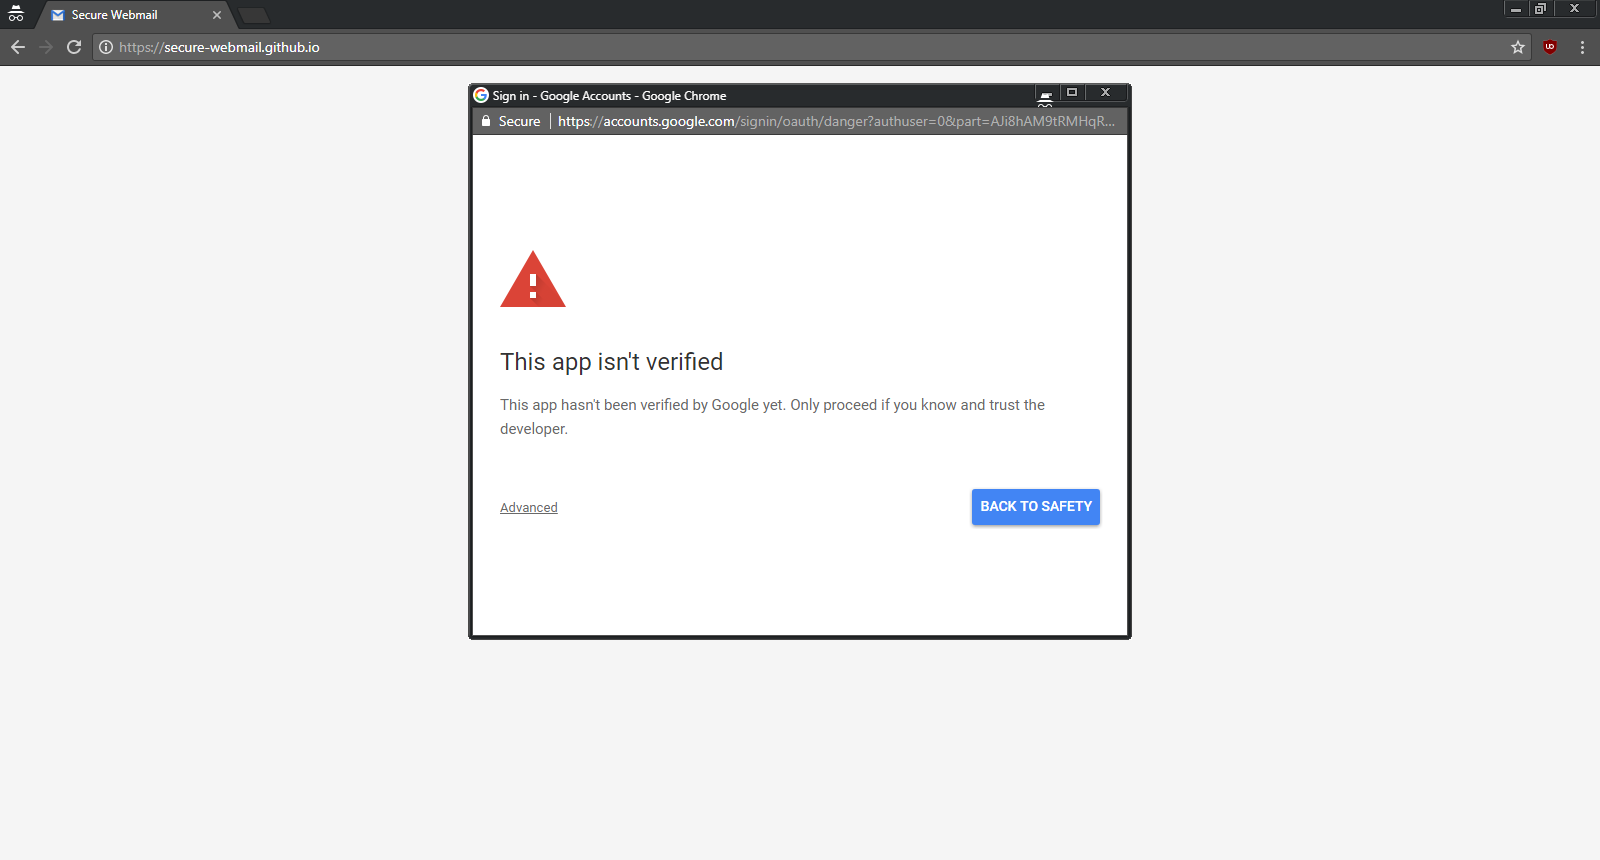 Secure Webmail
https://secure-webmail.github.io
Sign in - Google Accounts - Google Chrome
Secure | https://accounts.google.com/signin/oauth/danger?authuser=0&part=AJi8hAM9tRMHqR...
This app isn't verified
This app hasn't been verified by Google yet. Only proceed if you know and trust the
developer.
Advanced
BACK TO SAFETY